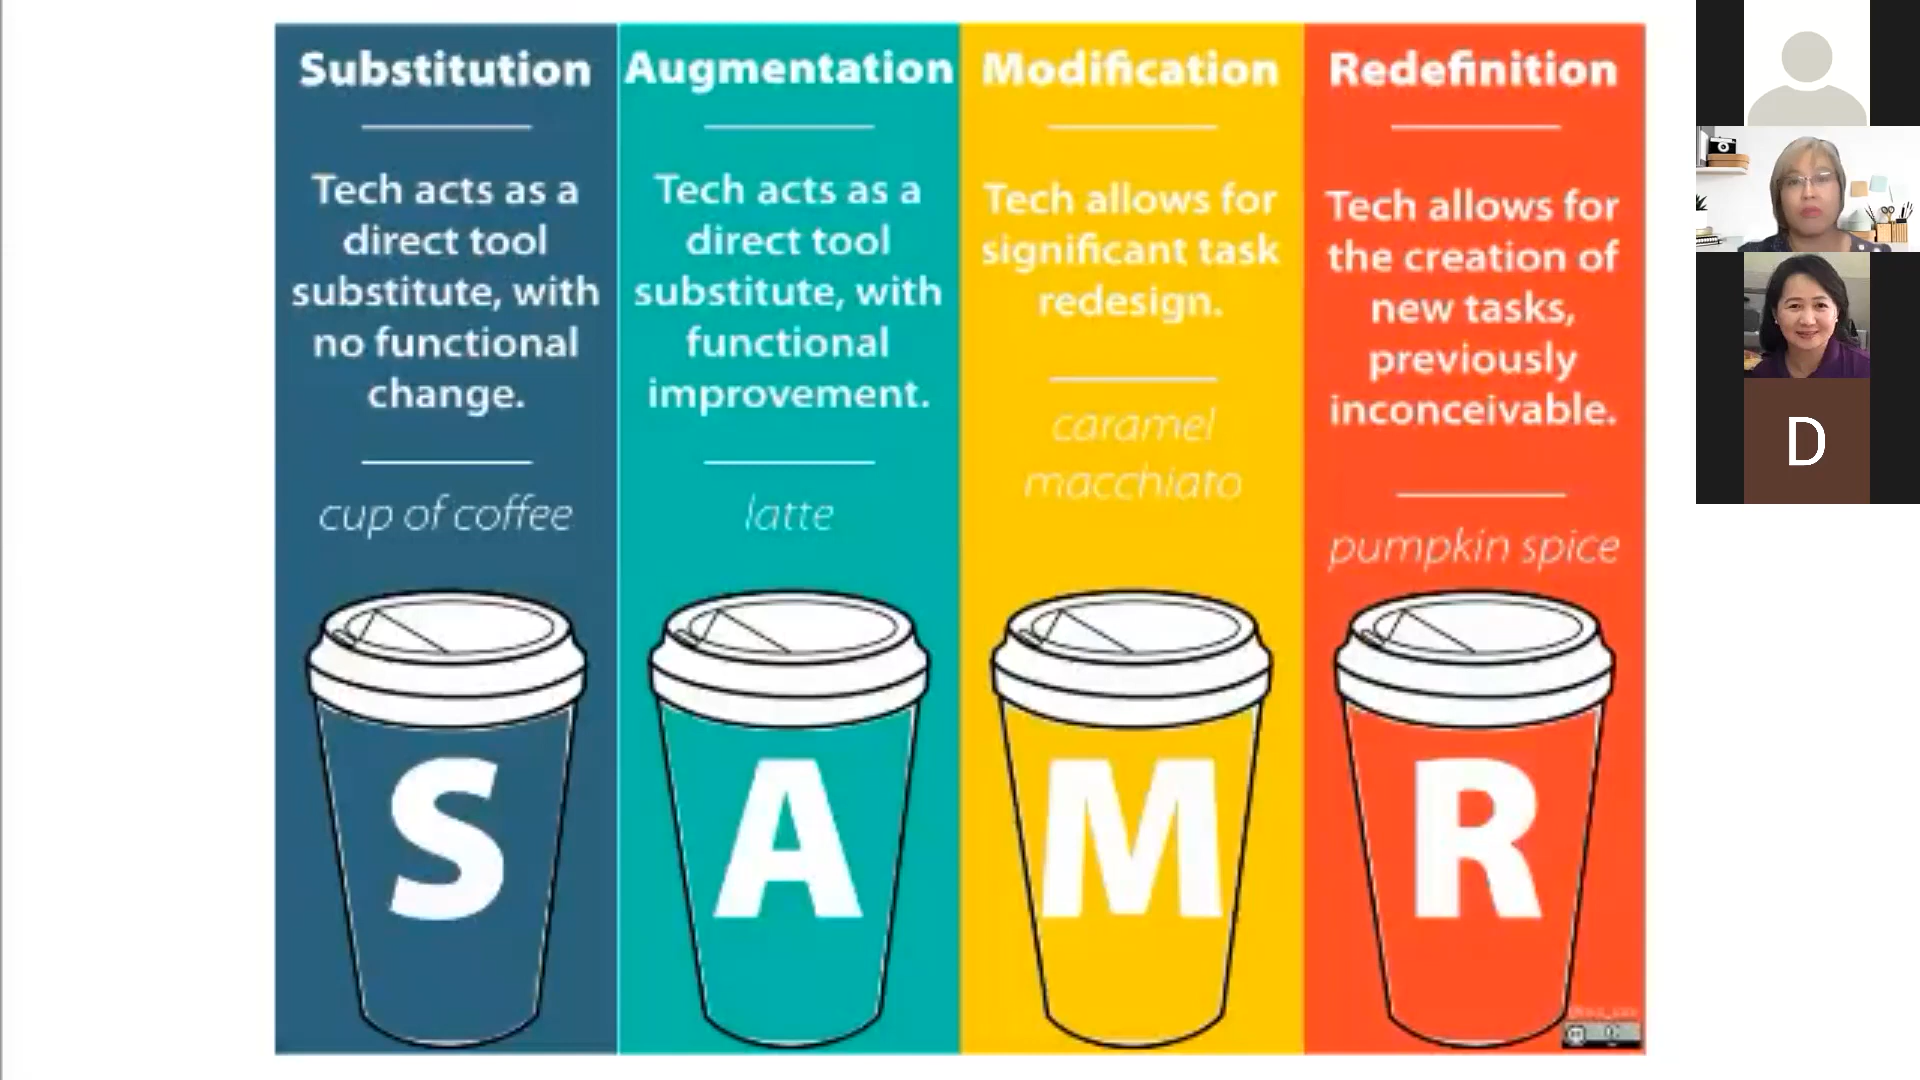 Substitution
Tech acts as a
direct tool
substitute, with
no functional
change.
cup of coffee
S
Augmentation
Tech acts as a
direct tool
substitute, with
functional
improvement.
latte
A
Modification
Tech allows for
significant task
redesign.
caramel
macchiato
M
Redefinition
Tech allows for
the creation of
new tasks,
previously
inconceivable.
pumpkin spice
R
D